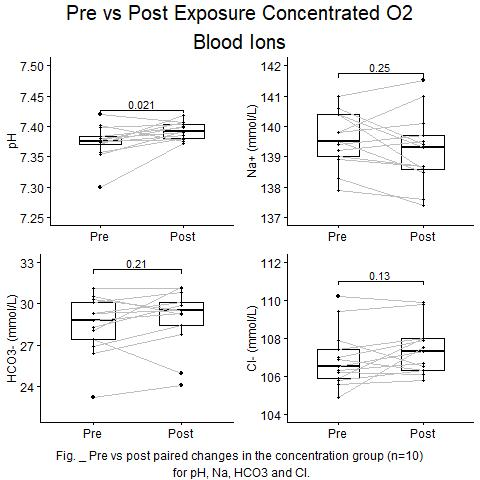 Pre vs Post Exposure Concentrated O2
Blood Ions
7.50
7.45
7.40
7.35
7.30
7.25
pH
0.021
Pre
Post
142
141
140
139
138
137
Na+ (mmol/L)
0.25
Pre
Post
33
30
27
24
HCO3- (mmol/L)
0.21
Pre
Post
112
110
108
106
104
Cl- (mmol/L)
0.13
Pre
Post
Fig. _ Pre vs post paired changes in the concentration group (n=10)
for pH, Na, HCO3 and Cl.